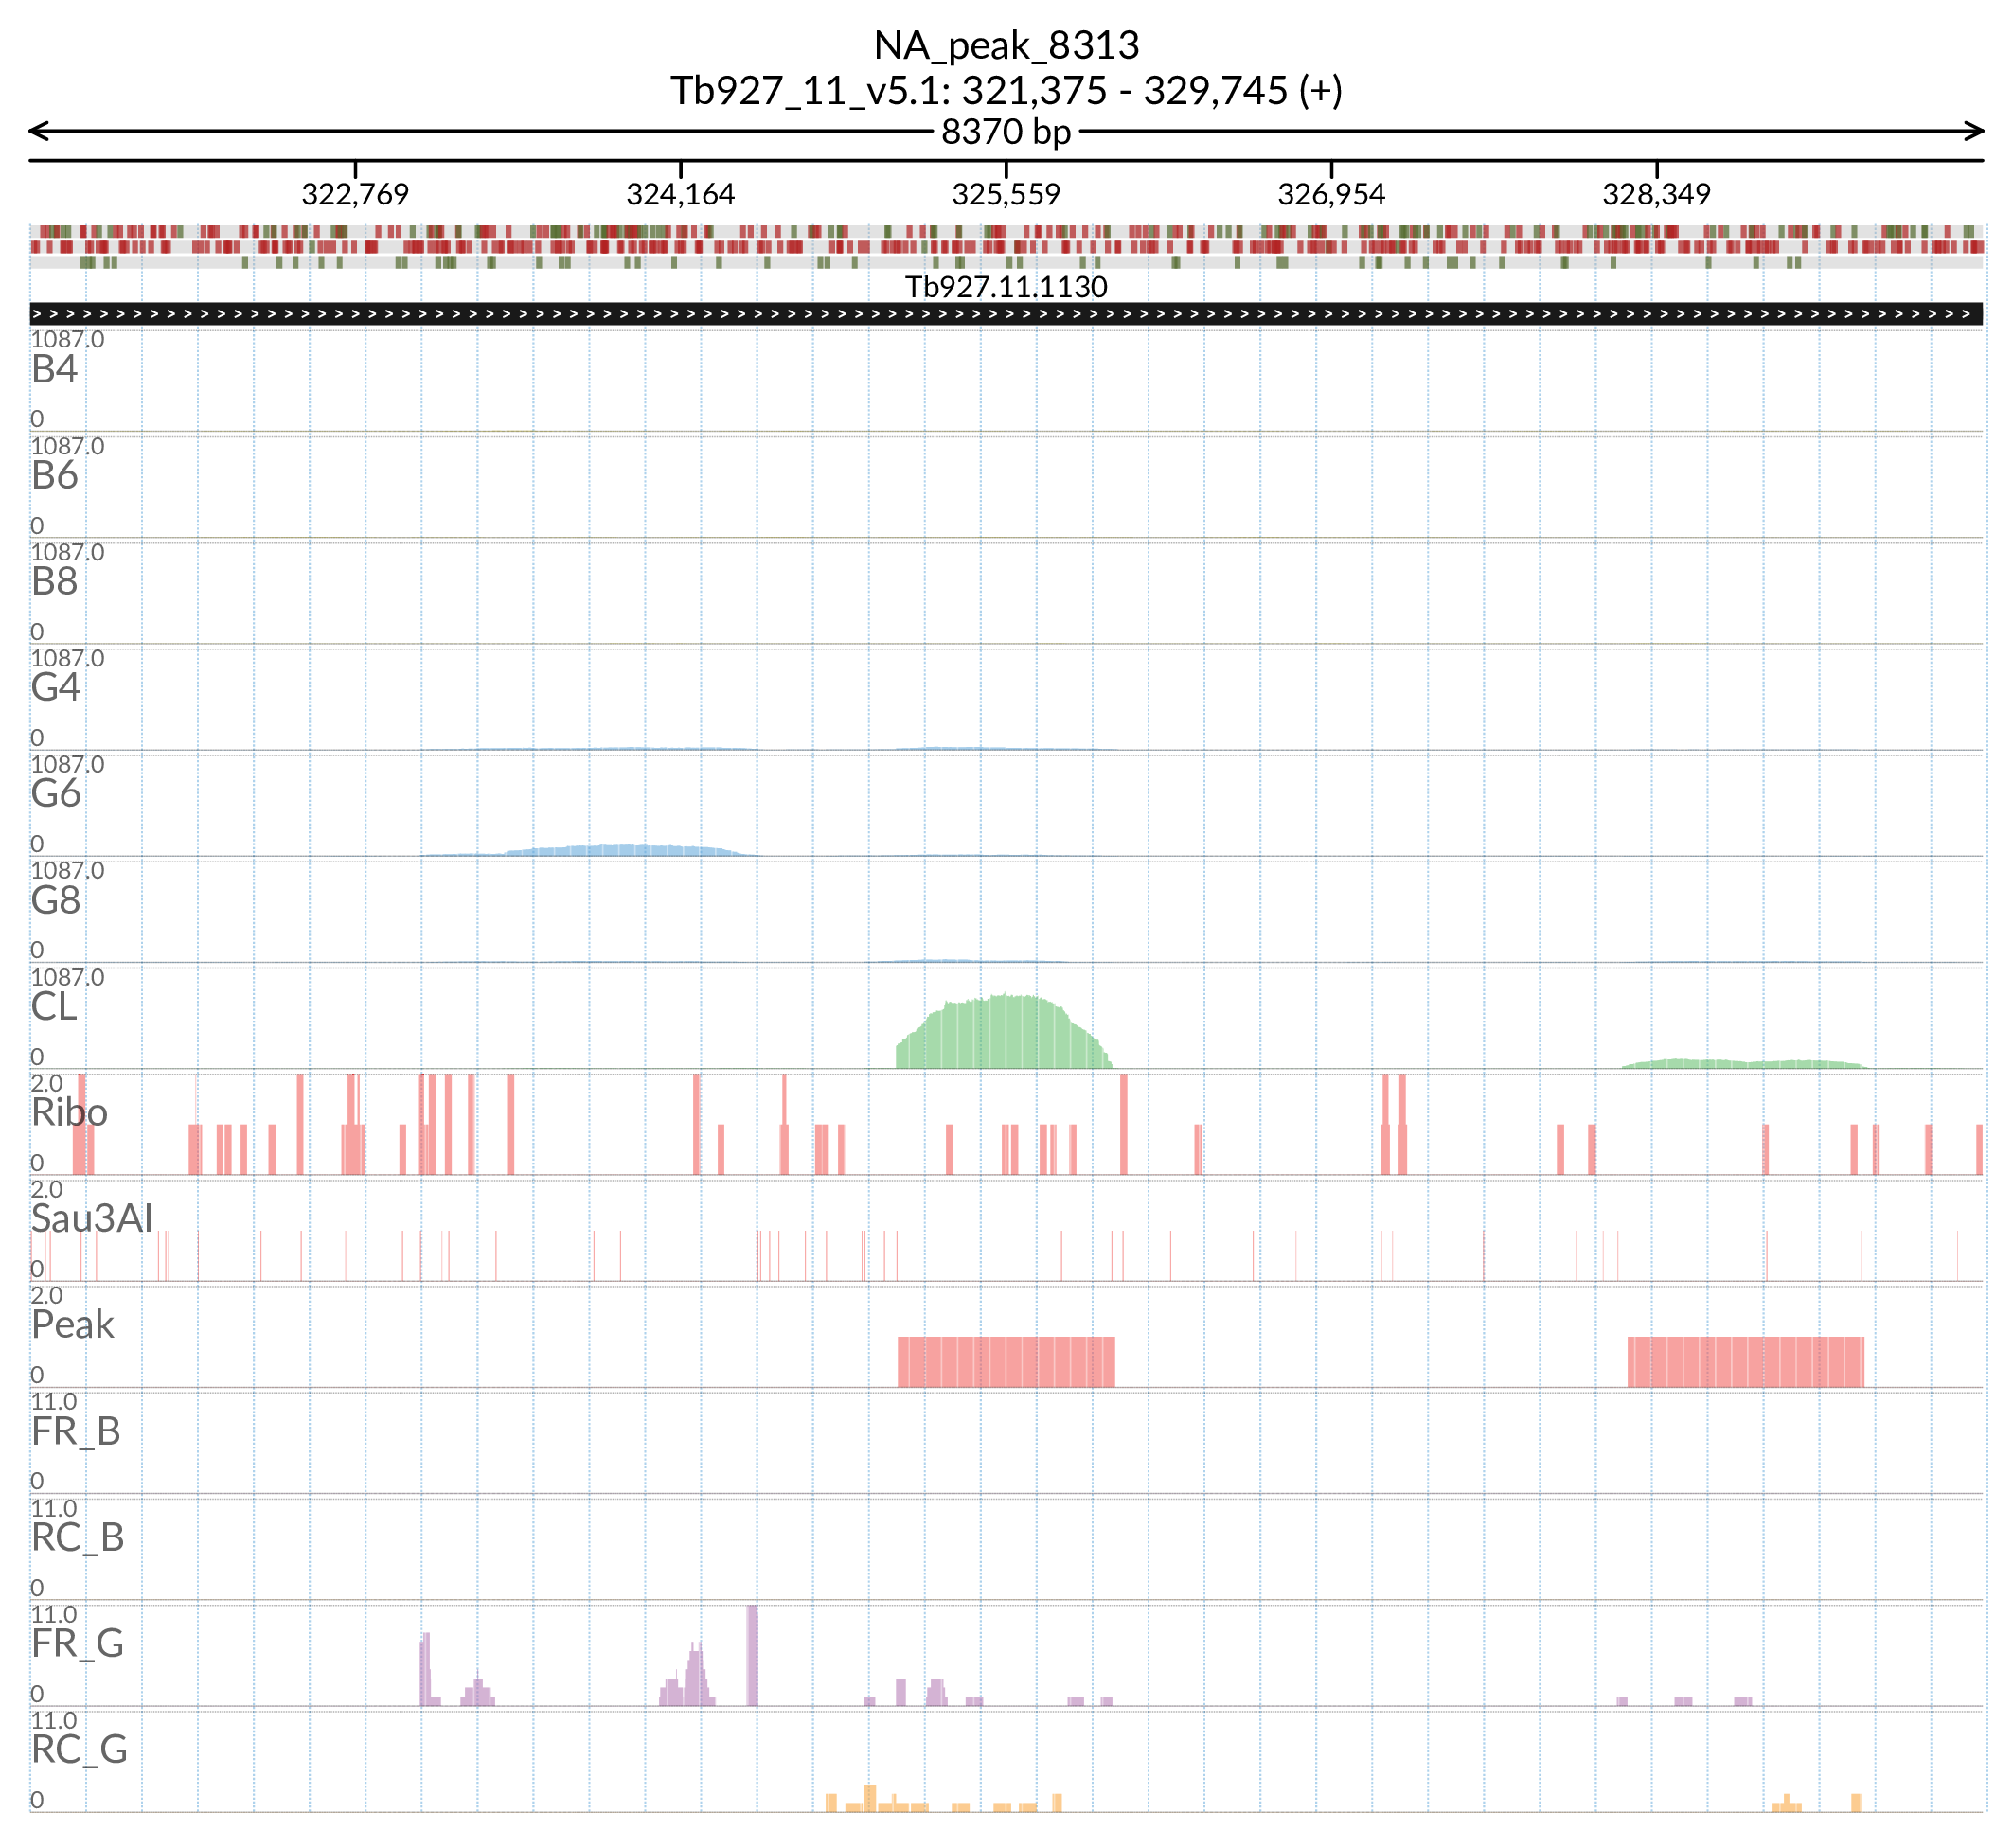 NA_peak_8313
Tb927_11_v5.1: 321,375 - 329,745 (+)
8370 bp
322,769 324,164 325,559 326,954 328,349
Tb927.11.1130
1087.0
B4
0
1087.0
B6
0
1087.0
B8
0
1087.0
G4
0
1087.0
G6
0
1087.0
G8
0
1087.0
CL
0
2.0
Ribo
0
2.0
Sau3AI
0
2.0
Peak
0
11.0
FR_B
0
11.0
RC_B
0
11.0
FR_G
0
11.0
RC_G
0